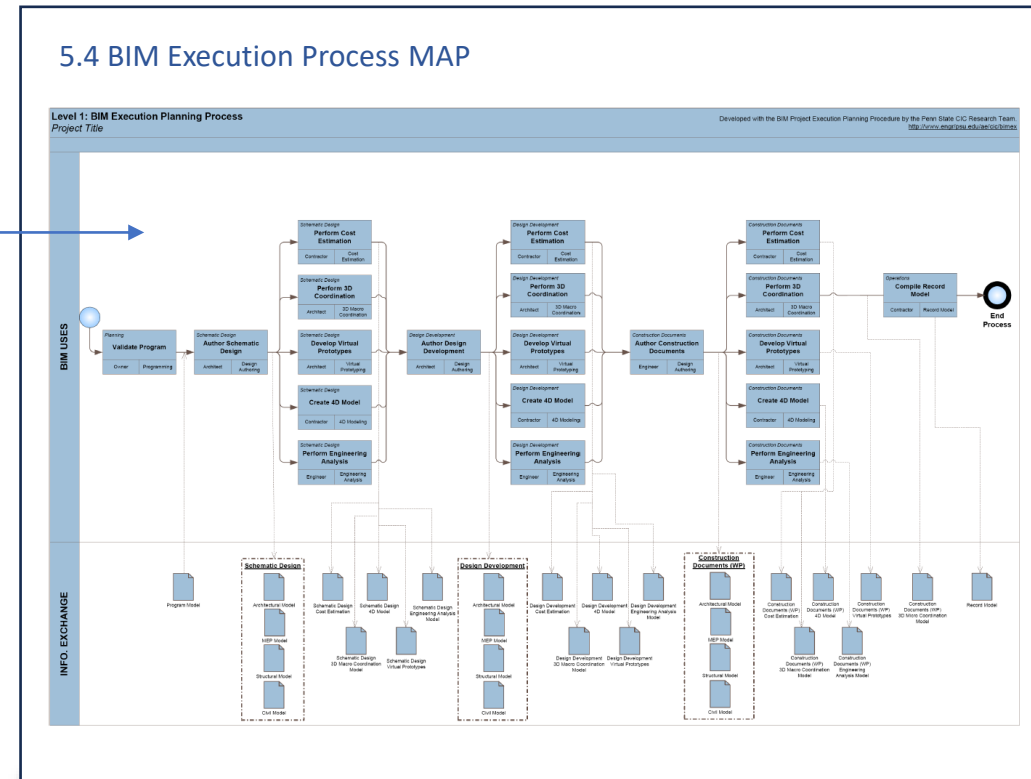 5.4 BIM Execution Process MAP
Level 1: BIM Execution Planning Process
Project Title
Developed with the BIM Project Execution Planning Procedure by the Penn State CIC Research Team.
http://www.engr.psu.edu/ae/cic/bimex
BIM USES
Planning
Validate Program
Owner
Programming
Schematic Design
Author Schematic
Design
Architect
Design
Authoring
Schematic Design
Perform Cost
Estimation
Contractor
Cost
Estimation
Schematic Design
Perform 3D
Coordination
Architect
3D Macro
Coordination
Schematic Design
Develop Virtual
Prototypes
Architect
Virtual
Prototyping
Schematic Design
Create 4D Model
Contractor
4D Modeling
Schematic Design
Perform Engineering
Analysis
Engineer
Engineering
Analysis
Design Development
Author Design
Development
Architect
Design
Authoring
Design Development
Perform Cost
Estimation
Contractor
Cost
Estimation
Design Development
Perform 3D
Coordination
Architect
3D Macro
Coordination
Design Development
Develop Virtual
Prototypes
Architect
Virtual
Prototyping
Design Development
Create 4D Model
Contractor
4D Modeling
Design Development
Perform Engineering
Analysis
Engineer
Engineering
Analysis
Construction Documents
Author Construction
Documents
Engineer
Design
Authoring
Construction Documents
Perform Cost
Estimation
Contractor
Cost
Estimation
Construction Documents
Perform 3D
Coordination
Architect
3D Macro
Coordination
Construction Documents
Develop Virtual
Prototypes
Architect
Virtual
Prototyping
Construction Documents
Create 4D Model
Contractor
4D Modeling
Construction Documents
Perform Engineering
Analysis
Engineer
Engineering
Analysis
Operations
Compile Record
Model
Contractor
Record Model
End
Process
INFO. EXCHANGE
Program Model
Schematic Design
Architectural Model
MEP Model
Structural Model
Civil Model
Schematic Design
Cost Estimation
Schematic Design
4D Model
Schematic Design
Engineering Analysis
Model
Schematic Design
3D Macro Coordination
Model
Schematic Design
Virtual Prototypes
Design Development
Architectural Model
MEP Model
Structural Model
Civil Model
Design Development
Cost Estimation
Design Development
4D Model
Design Development
Engineering Analysis
Model
Design Development
3D Macro Coordination
Model
Design Development
Virtual Prototypes
Construction
Documents (WP)
Architectural Model
MEP Model
Structural Model
Civil Model
Construction
Documents (WP)
Cost Estimation
Construction
Documents (WP)
4D Model
Construction
Documents (WP)
Virtual Prototypes
Construction
Documents (WP)
3D Macro Coordination
Model
Construction
Documents (WP)
3D Macro Coordination
Model
Construction
Documents (WP)
Engineering
Analysis Model
Record Model